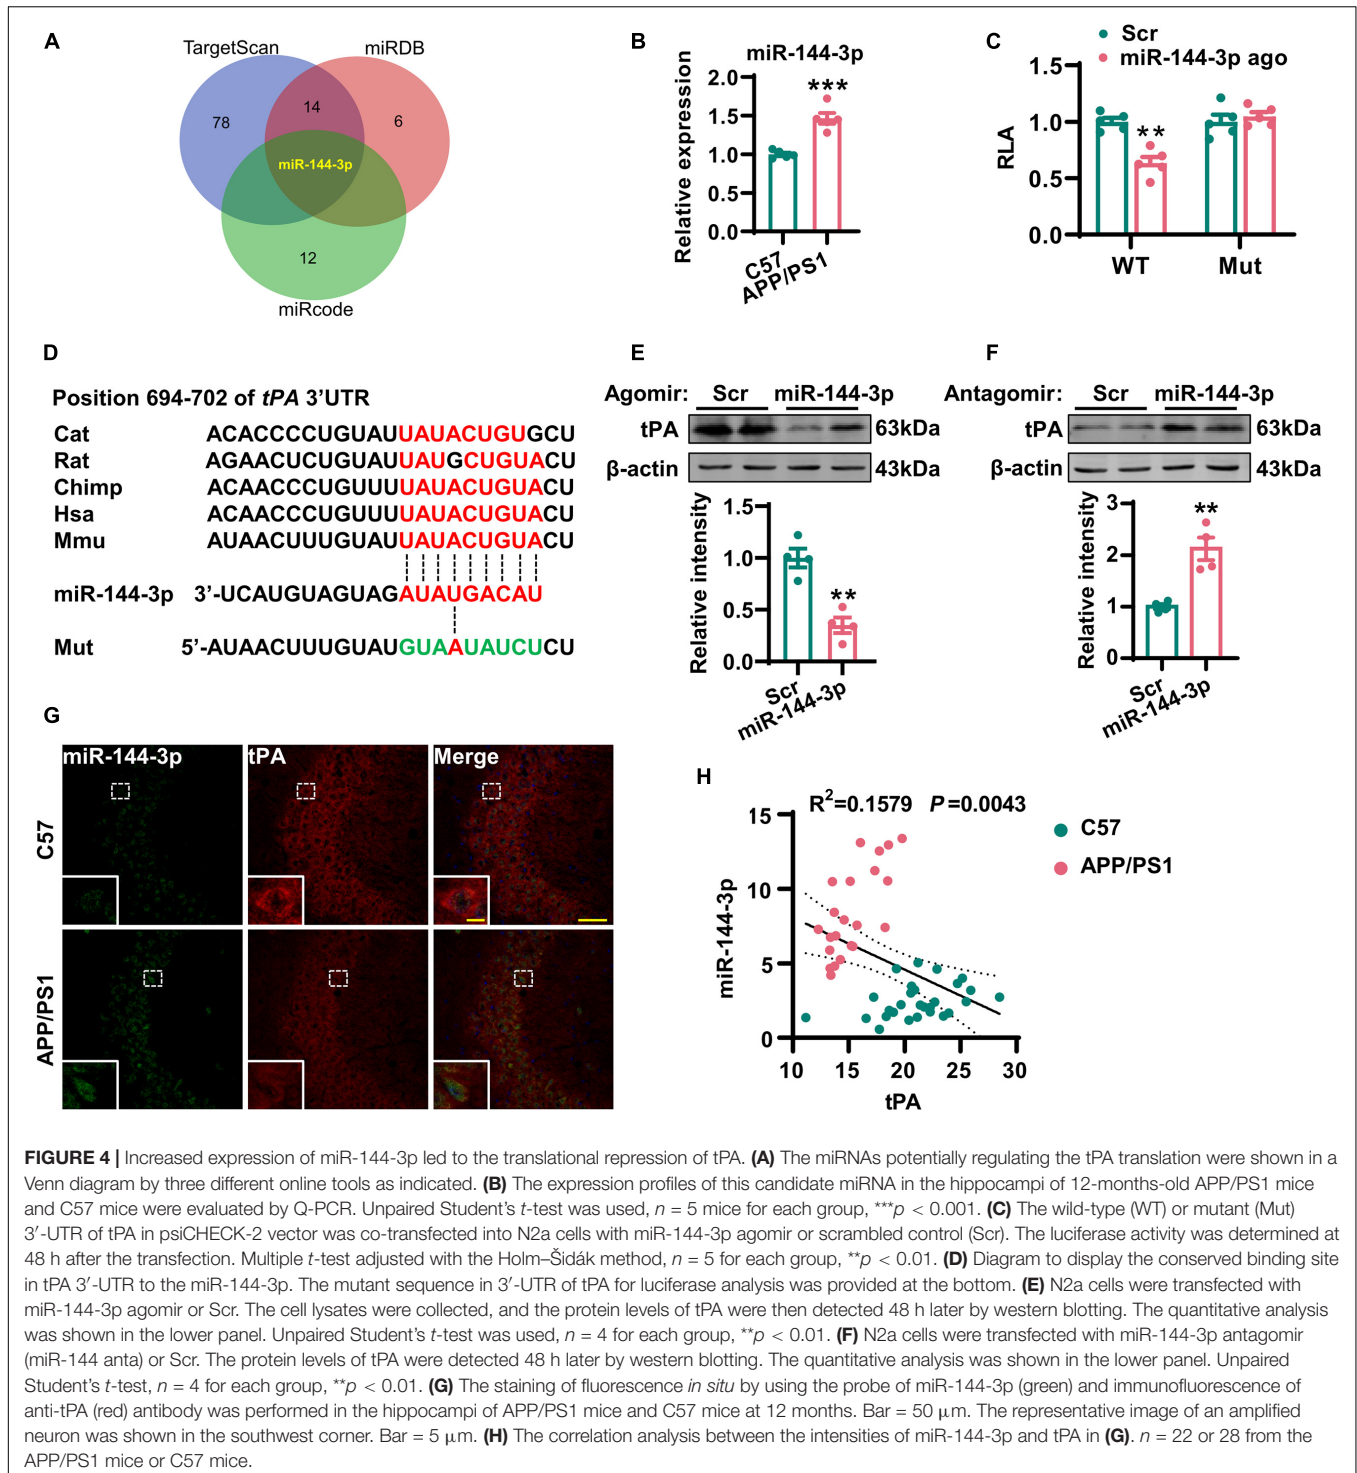 A
TargetScan
miRDB
78
14
6
miR-144-3p
12
miRcode
B
miR-144-3p
Relative expression
2.0
1.5
1.0
0.5
0.0
***
C57
APP/PS1
C
Scr
miR-144-3p ago
RLA
1.5
1.0
0.5
0.0
**
WT
Mut
D
Position 694-702 of tPA 3'UTR
Cat ACACCCCUGUAUUAUACUGUGCU
Rat AGAACUCUGUAUUAUGCUGUACU
Chimp ACAACCCUGUUUUAUACUGUACU
Hsa ACAACCCUGUUUUAUACUGUACU
Mmu AUAACUUUGUAUUAUACUGUACU
miR-144-3p 3'-UCAUGUAGUAGAUAUGACAU
Mut 5'-AUAACUUUGUAUGUAAUAUCUCU
E
Agomir: Scr miR-144-3p
tPA 63kDa
β-actin 43kDa
Relative intensity
1.5
1.0
0.5
0.0
**
Scr
miR-144-3p
F
Antagomir: Scr miR-144-3p
tPA 63kDa
β-actin 43kDa
Relative intensity
3
2
1
0
**
Scr
miR-144-3p
G
miR-144-3p
tPA
Merge
C57
APP/PS1
H
R²=0.1579 P=0.0043
C57
APP/PS1
miR-144-3p
15
10
5
0
10 15 20 25 30
tPA
FIGURE 4 | Increased expression of miR-144-3p led to the translational repression of tPA. (A) The miRNAs potentially regulating the tPA translation were shown in a
Venn diagram by three different online tools as indicated. (B) The expression profiles of this candidate miRNA in the hippocampi of 12-months-old APP/PS1 mice
and C57 mice were evaluated by Q-PCR. Unpaired Student's t-test was used, n = 5 mice for each group, ***p < 0.001. (C) The wild-type (WT) or mutant (Mut)
3′-UTR of tPA in psiCHECK-2 vector was co-transfected into N2a cells with miR-144-3p agomir or scrambled control (Scr). The luciferase activity was determined at
48 h after the transfection. Multiple t-test adjusted with the Holm–Šidák method, n = 5 for each group, **p < 0.01. (D) Diagram to display the conserved binding site
in tPA 3′-UTR to the miR-144-3p. The mutant sequence in 3′-UTR of tPA for luciferase analysis was provided at the bottom. (E) N2a cells were transfected with
miR-144-3p agomir or Scr. The cell lysates were collected, and the protein levels of tPA were then detected 48 h later by western blotting. The quantitative analysis
was shown in the lower panel. Unpaired Student's t-test was used, n = 4 for each group, **p < 0.01. (F) N2a cells were transfected with miR-144-3p antagomir
(miR-144 anta) or Scr. The protein levels of tPA were detected 48 h later by western blotting. The quantitative analysis was shown in the lower panel. Unpaired
Student's t-test, n = 4 for each group, **p < 0.01. (G) The staining of fluorescence in situ by using the probe of miR-144-3p (green) and immunofluorescence of
anti-tPA (red) antibody was performed in the hippocampi of APP/PS1 mice and C57 mice at 12 months. Bar = 50 μm. The representative image of an amplified
neuron was shown in the southwest corner. Bar = 5 μm. (H) The correlation analysis between the intensities of miR-144-3p and tPA in (G). n = 22 or 28 from the
APP/PS1 mice or C57 mice.